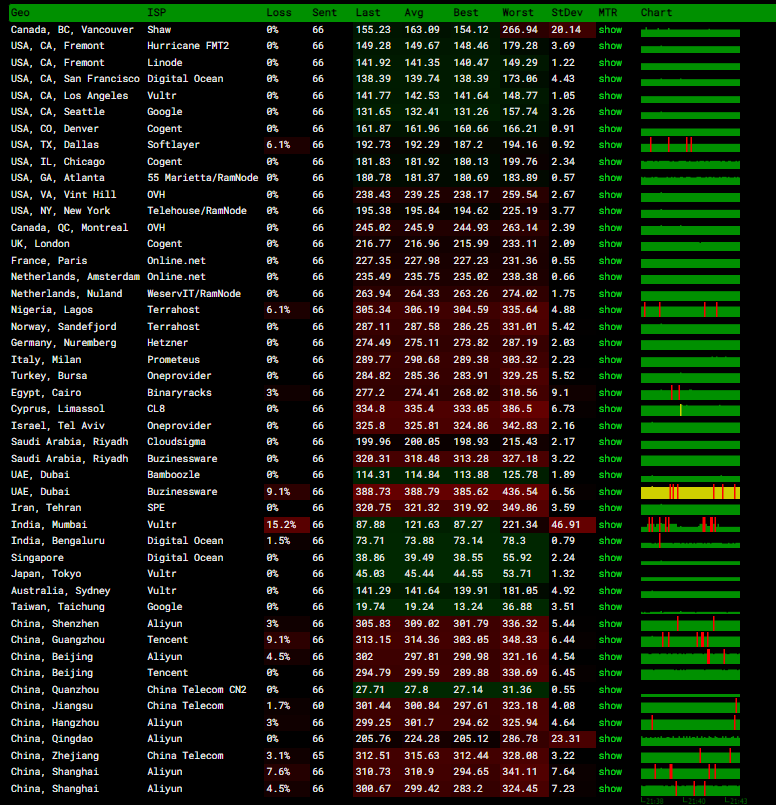 Geo ISP Loss Sent Last Avg Best Worst StDev MTR Chart
Canada, BC, Vancouver Shaw 0% 66 155.23 163.09 154.12 266.94 20.14 show
USA, CA, Fremont Hurricane FMT2 0% 66 149.28 149.67 148.46 179.28 3.69 show
USA, CA, Fremont Linode 0% 66 141.92 141.35 140.47 149.29 1.22 show
USA, CA, San Francisco Digital Ocean 0% 66 138.39 139.74 138.39 173.06 4.43 show
USA, CA, Los Angeles Vultr 0% 66 141.77 142.53 141.64 148.77 1.05 show
USA, CA, Seattle Google 0% 66 131.65 132.41 131.26 157.74 3.26 show
USA, CO, Denver Cogent 0% 66 161.87 161.96 160.66 166.21 0.91 show
USA, TX, Dallas Softlayer 6.1% 66 192.73 192.29 187.2 194.16 0.92 show
USA, IL, Chicago Cogent 0% 66 181.83 181.92 180.13 199.76 2.34 show
USA, GA, Atlanta 55 Marietta/RamNode 0% 66 180.78 181.37 180.69 183.89 0.57 show
USA, VA, Vint Hill OVH 0% 66 238.43 239.25 238.17 259.54 2.67 show
USA, NY, New York Telehouse/RamNode 0% 66 195.38 195.84 194.62 225.19 3.77 show
Canada, QC, Montreal OVH 0% 66 245.02 245.9 244.93 263.14 2.39 show
UK, London Cogent 0% 66 216.77 216.96 215.99 233.11 2.09 show
France, Paris Online.net 0% 66 227.35 227.98 227.23 231.36 0.55 show
Netherlands, Amsterdam Online.net 0% 66 235.49 235.75 235.02 238.38 0.66 show
Netherlands, Nuland WeservIT/RamNode 0% 66 263.94 264.33 263.26 274.02 1.75 show
Nigeria, Lagos Terrahost 6.1% 66 305.34 306.19 304.59 335.64 4.88 show
Norway, Sandefjord Terrahost 0% 66 287.11 287.58 286.25 331.01 5.42 show
Germany, Nuremberg Hetzner 0% 66 274.49 275.11 273.82 287.19 2.03 show
Italy, Milan Prometeus 0% 66 289.77 290.68 289.38 303.32 2.23 show
Turkey, Bursa Oneprovider 0% 66 284.82 285.36 283.91 329.25 5.52 show
Egypt, Cairo Binaryracks 3% 66 277.2 274.41 268.02 310.56 9.1 show
Cyprus, Limassol CL8 0% 66 334.8 335.4 333.05 386.5 6.73 show
Israel, Tel Aviv Oneprovider 0% 66 325.8 325.81 324.86 342.83 2.16 show
Saudi Arabia, Riyadh Cloudsigma 0% 66 199.96 200.05 198.93 215.43 2.17 show
Saudi Arabia, Riyadh Buzinessware 0% 66 320.31 318.48 313.28 327.18 3.22 show
UAE, Dubai Bamboozle 0% 66 114.31 114.84 113.88 125.78 1.89 show
UAE, Dubai Buzinessware 9.1% 66 388.73 388.79 385.62 436.54 6.56 show
Iran, Tehran SPE 0% 66 320.75 321.32 319.92 349.86 3.59 show
India, Mumbai Vultr 15.2% 66 87.88 121.63 87.27 221.34 46.91 show
India, Bengaluru Digital Ocean 1.5% 66 73.71 73.88 73.14 78.3 0.79 show
Singapore Digital Ocean 0% 66 38.86 39.49 38.55 55.92 2.24 show
Japan, Tokyo Vultr 0% 66 45.03 45.44 44.55 53.71 1.32 show
Australia, Sydney Vultr 0% 66 141.29 141.64 139.91 181.05 4.92 show
Taiwan, Taichung Google 0% 66 19.74 19.24 13.24 36.88 3.51 show
China, Shenzhen Aliyun 3% 66 305.83 309.02 301.79 336.32 5.44 show
China, Guangzhou Tencent 9.1% 66 313.15 314.36 303.05 348.33 6.44 show
China, Beijing Aliyun 4.5% 66 302 297.81 290.98 321.16 4.54 show
China, Beijing Tencent 0% 66 294.79 299.59 289.88 330.69 6.45 show
China, Quanzhou China Telecom CN2 0% 66 27.71 27.8 27.14 31.36 0.55 show
China, Jiangsu China Telecom 1.7% 60 301.44 300.84 297.61 323.18 4.08 show
China, Hangzhou Aliyun 3% 66 299.25 301.7 294.62 325.94 4.64 show
China, Qingdao Aliyun 0% 66 205.76 224.28 205.12 286.78 23.31 show
China, Zhejiang China Telecom 3.1% 65 312.51 315.63 312.44 328.08 3.22 show
China, Shanghai Aliyun 7.6% 66 310.73 310.9 294.65 341.11 7.64 show
China, Shanghai Aliyun 4.5% 66 300.67 299.42 283.2 324.45 7.23 show